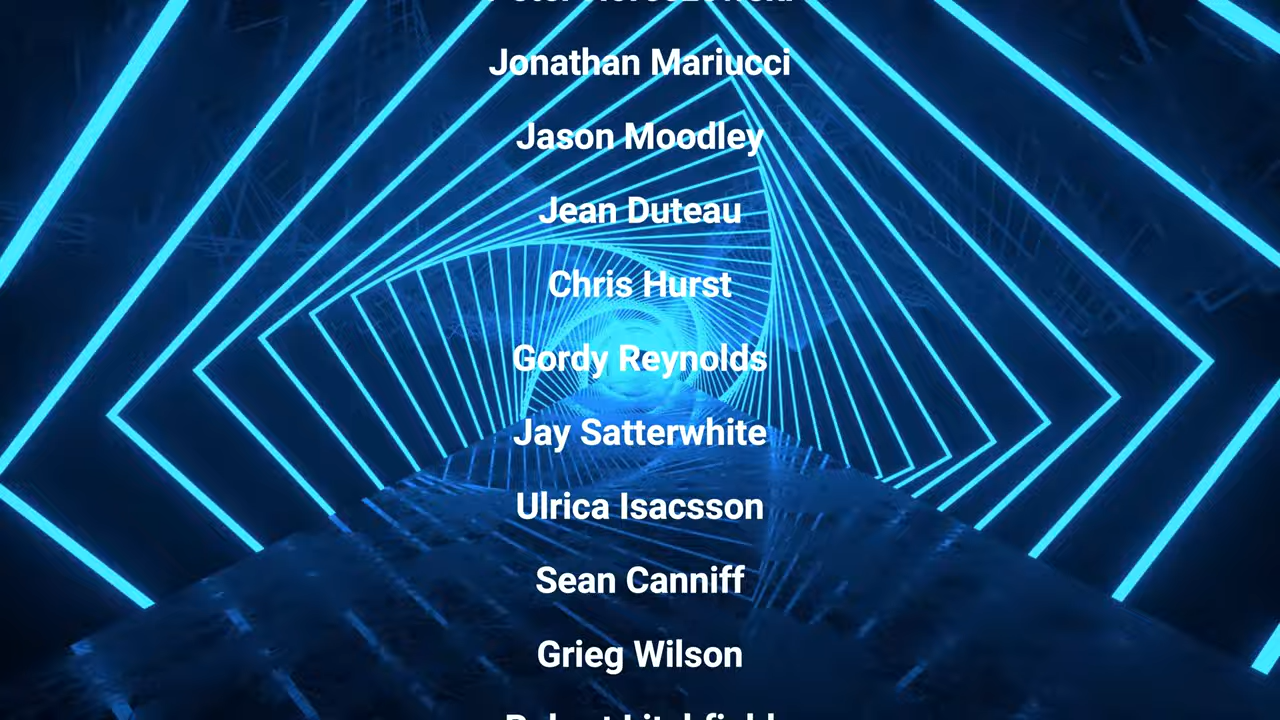 Jonathan Mariucci
Jason Moodley
Jean Duteau
Chris Hurst
Gordy Reynolds
Jay Satterwhite
Ulrica Isacsson
Sean Canniff
Grieg Wilson